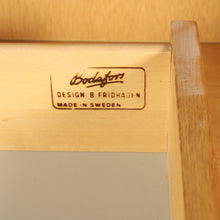 Bodafors
DESIGN B. FRIDHAGEN
MADE IN SWEDEN